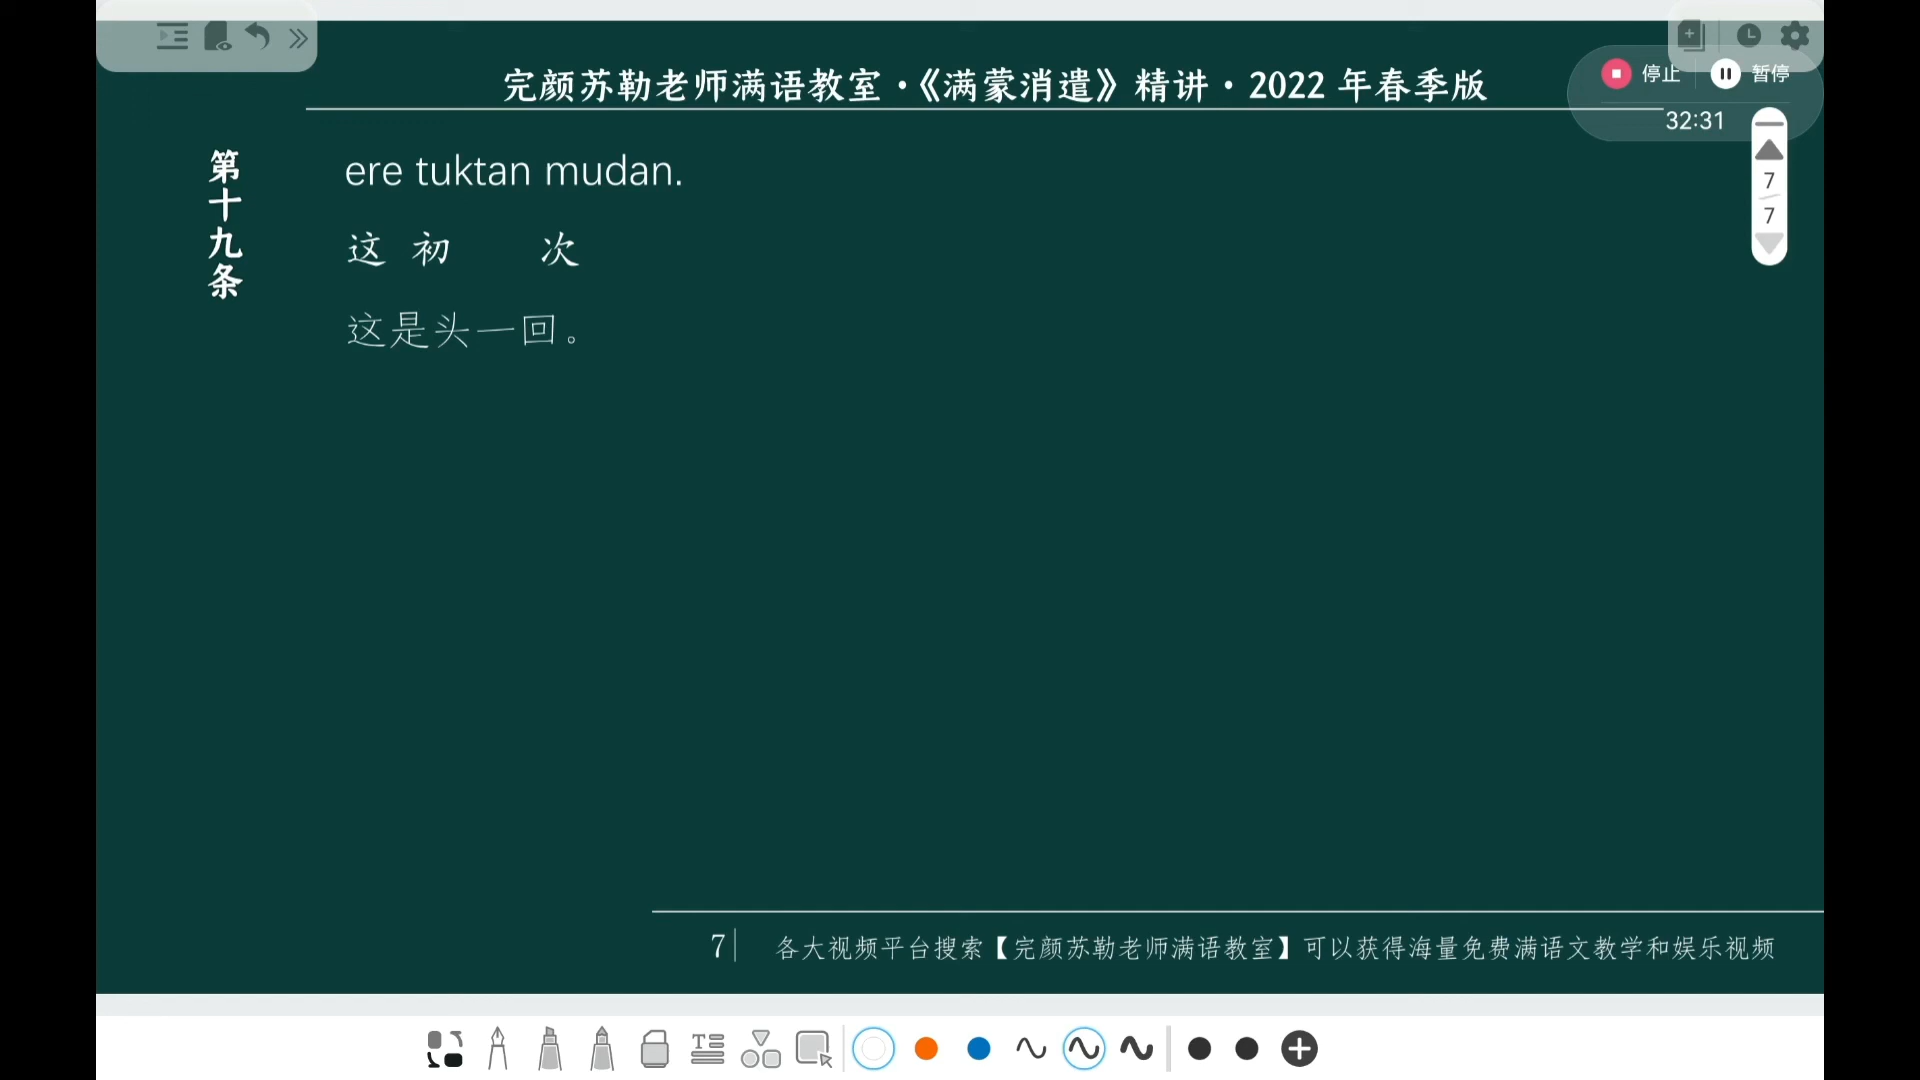 完颜苏勒老师满语教室·《满蒙消遣》精讲·2022 年春季版
停止
暂停
32:31
7
7
第十九条
ere tuktan mudan.
这 初 次
这是头一回。
7
各大视频平台搜索【完颜苏勒老师满语教室】可以获得海量免费满语文教学和娱乐视频